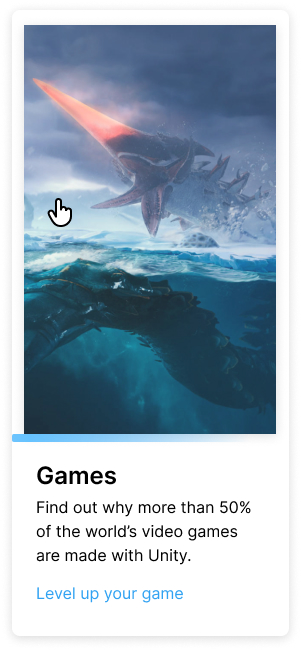 Games
Find out why more than 50%
of the world’s video games
are made with Unity.
Level up your game